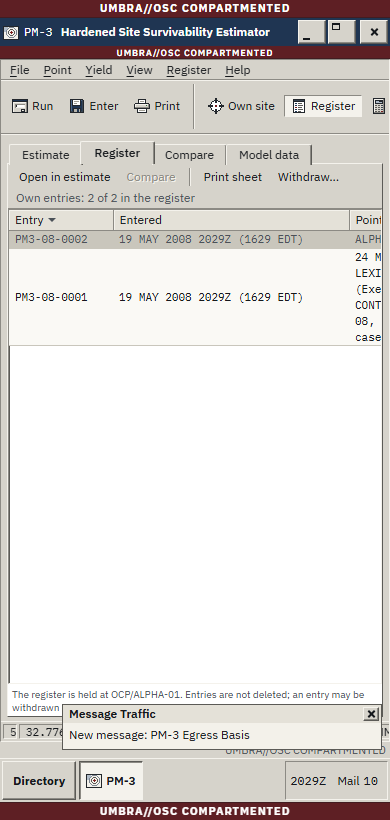 UMBRA//OSC COMPARTMENTED
PM-3 Hardened Site Survivability Estimator
UMBRA//OSC COMPARTMENTED
File Point Yield View Register Help
Run Enter Print Own site Register
Estimate Register Compare Model data
Open in estimate Compare Print sheet Withdraw...
Own entries: 2 of 2 in the register
Entry Entered Point
PM3-08-0002 19 MAY 2008 2029Z (1629 EDT) ALPH
24 M
LEXI
(Exe
PM3-08-0001 19 MAY 2008 2029Z (1629 EDT)
CONT
08,
case
The register is held at OCP/ALPHA-01. Entries are not deleted; an entry may be
withdrawn
Message Traffic
New message: PM-3 Egress Basis
5 32.776
UMBRA//OSC COMPARTMENTED
Directory PM-3 2029Z Mail 10
UMBRA//OSC COMPARTMENTED